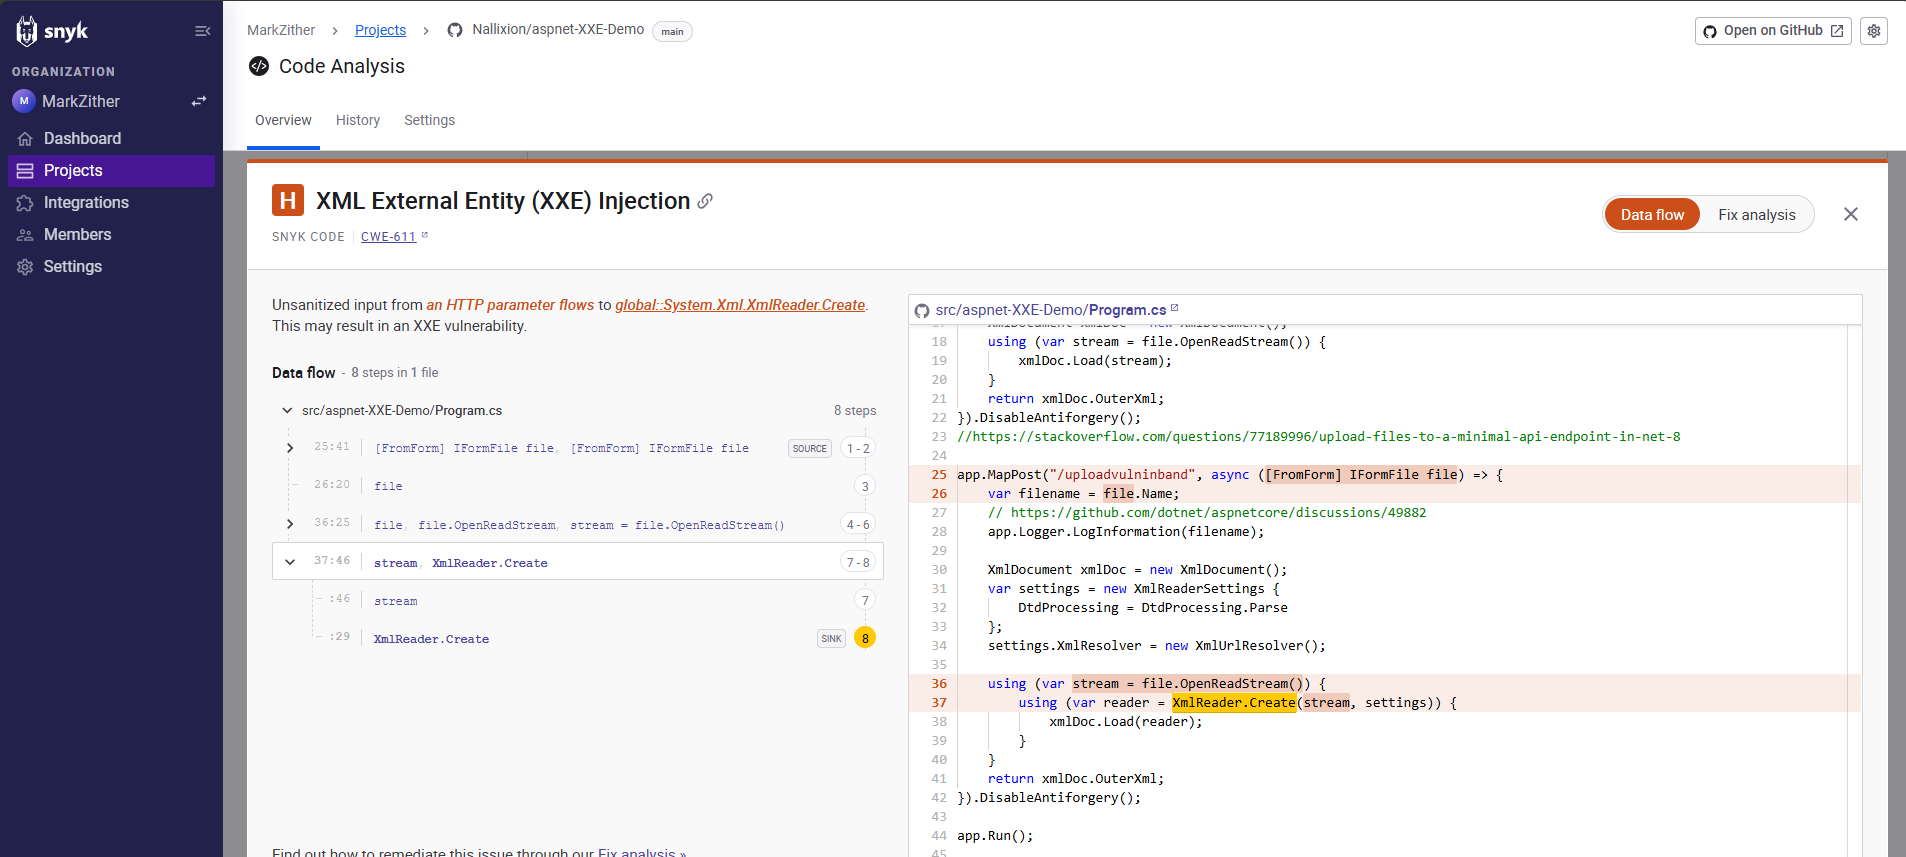 snyk
ORGANIZATION
M MarkZither
Dashboard
Projects
Integrations
Members
Settings
MarkZither > Projects > Nallixion/aspnet-XXE-Demo main
Open on GitHub
Code Analysis
Overview History Settings
H XML External Entity (XXE) Injection
SNYK CODE CWE-611
Data flow Fix analysis
Unsanitized input from an HTTP parameter flows to global::System.Xml.XmlReader.Create.
This may result in an XXE vulnerability.
Data flow - 8 steps in 1 file
src/aspnet-XXE-Demo/Program.cs 8 steps
25:41 [FromForm] IFormFile file, [FromForm] IFormFile file SOURCE 1 - 2
26:20 file 3
36:25 file, file.OpenReadStream, stream = file.OpenReadStream() 4 - 6
37:46 stream, XmlReader.Create 7 - 8
:46 stream 7
:29 XmlReader.Create SINK 8
Find out how to remediate this issue through our Fix analysis »
src/aspnet-XXE-Demo/Program.cs
17 XmlDocument xmlDoc = new XmlDocument();
18 using (var stream = file.OpenReadStream()) {
19 xmlDoc.Load(stream);
20 }
21 return xmlDoc.OuterXml;
22 }).DisableAntiforgery();
23 //https://stackoverflow.com/questions/77189996/upload-files-to-a-minimal-api-endpoint-in-net-8
24
25 app.MapPost("/uploadvulninband", async ([FromForm] IFormFile file) => {
26 var filename = file.Name;
27 // https://github.com/dotnet/aspnetcore/discussions/49882
28 app.Logger.LogInformation(filename);
29
30 XmlDocument xmlDoc = new XmlDocument();
31 var settings = new XmlReaderSettings {
32 DtdProcessing = DtdProcessing.Parse
33 };
34 settings.XmlResolver = new XmlUrlResolver();
35
36 using (var stream = file.OpenReadStream()) {
37 using (var reader = XmlReader.Create(stream, settings)) {
38 xmlDoc.Load(reader);
39 }
40 }
41 return xmlDoc.OuterXml;
42 }).DisableAntiforgery();
43
44 app.Run();
45